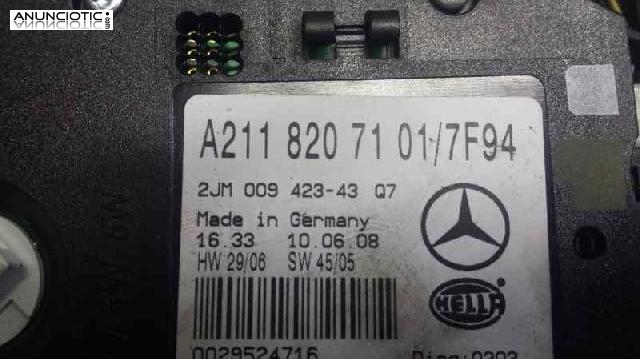 ANUNCIOTIC.com
A211 820 71 01/7F94
2JM 009 423-43 Q7
Made in Germany
16.33 10.06.08
HW 29/06 SW 45/05
HELLA
0029524716